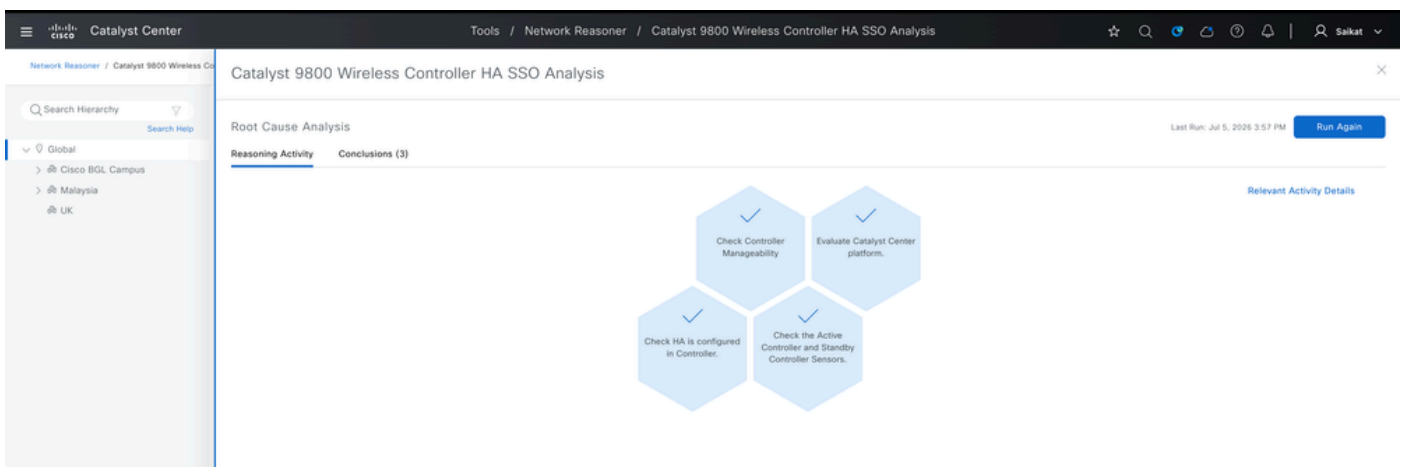 cisco
Catalyst Center
Tools / Network Reasoner / Catalyst 9800 Wireless Controller HA SSO Analysis
Saikat
Network Reasoner / Catalyst 9800 Wireless Co
Catalyst 9800 Wireless Controller HA SSO Analysis
Search Hierarchy
Search Help
Global
Cisco BGL Campus
Malaysia
UK
Root Cause Analysis
Last Run: Jul 5, 2026 3:57 PM
Run Again
Reasoning Activity
Conclusions (3)
Relevant Activity Details
Check Controller
Manageability
Evaluate Catalyst Center
platform.
Check HA is configured
in Controller.
Check the Active
Controller and Standby
Controller Sensors.